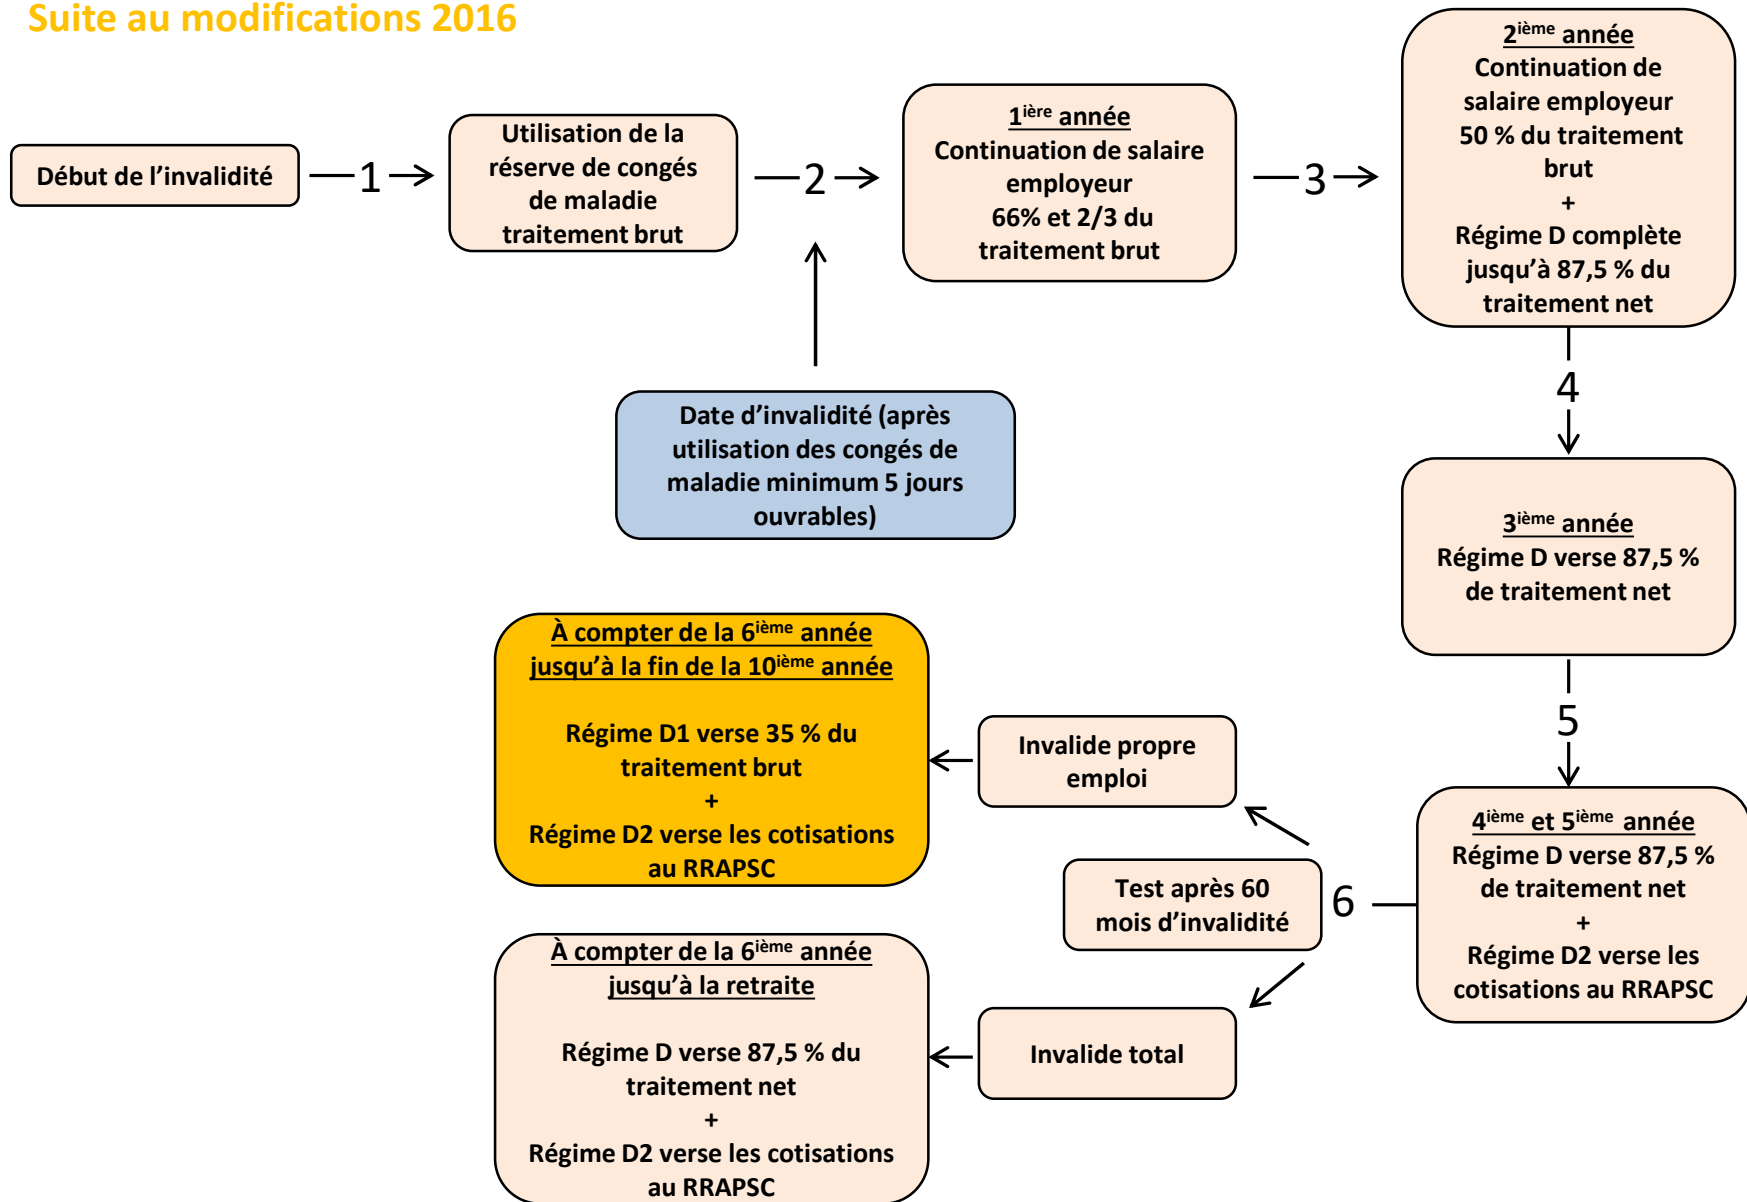 Suite au modifications 2016
Début de l’invalidité
1
Utilisation de la
réserve de congés
de maladie
traitement brut
2
1ière année
Continuation de salaire
employeur
66% et 2/3 du
traitement brut
3
2ième année
Continuation de
salaire employeur
50 % du traitement
brut
+
Régime D complète
jusqu’à 87,5 % du
traitement net
Date d’invalidité (après
utilisation des congés de
maladie minimum 5 jours
ouvrables)
4
3ième année
Régime D verse 87,5 %
de traitement net
5
4ième et 5ième année
Régime D verse 87,5 %
de traitement net
+
Régime D2 verse les
cotisations au RRAPSC
6
Test après 60
mois d’invalidité
Invalide propre
emploi
À compter de la 6ième année
jusqu’à la fin de la 10ième année
Régime D1 verse 35 % du
traitement brut
+
Régime D2 verse les cotisations
au RRAPSC
Invalide total
À compter de la 6ième année
jusqu’à la retraite
Régime D verse 87,5 % du
traitement net
+
Régime D2 verse les cotisations
au RRAPSC